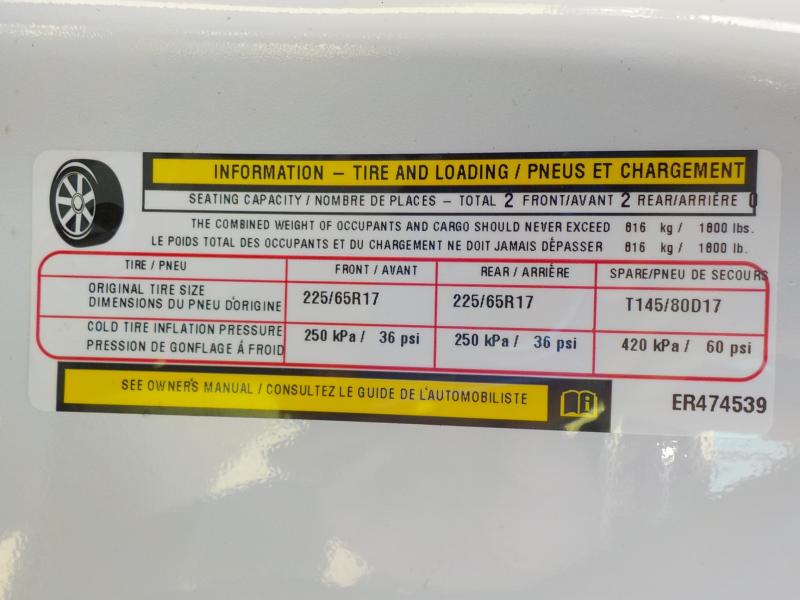 INFORMATION – TIRE AND LOADING / PNEUS ET CHARGEMENT
SEATING CAPACITY / NOMBRE DE PLACES – TOTAL 2 FRONT/AVANT 2 REAR/ARRIÈRE 0
THE COMBINED WEIGHT OF OCCUPANTS AND CARGO SHOULD NEVER EXCEED 816 kg / 1800 lbs.
LE POIDS TOTAL DES OCCUPANTS ET DU CHARGEMENT NE DOIT JAMAIS DÉPASSER 816 kg / 1800 lb.
TIRE / PNEU FRONT / AVANT REAR / ARRIÈRE SPARE/PNEU DE SECOURS
ORIGINAL TIRE SIZE
DIMENSIONS DU PNEU D'ORIGINE 225/65R17 225/65R17 T145/80D17
COLD TIRE INFLATION PRESSURE
PRESSION DE GONFLAGE À FROID 250 kPa / 36 psi 250 kPa / 36 psi 420 kPa / 60 psi
SEE OWNER'S MANUAL / CONSULTEZ LE GUIDE DE L'AUTOMOBILISTE
ER474539